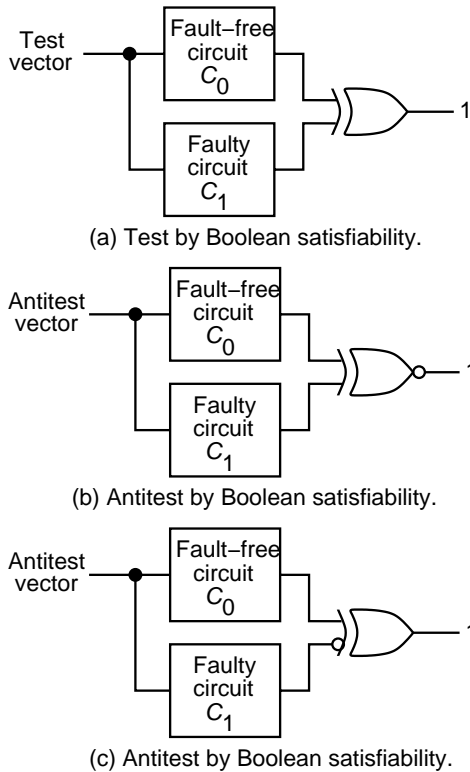 Test
vector
Fault–free
circuit
C0
1
Faulty
circuit
C1
(a) Test by Boolean satisfiability.
Antitest
vector
Fault–free
circuit
C0
1
Faulty
circuit
C1
(b) Antitest by Boolean satisfiability.
Antitest
vector
Fault–free
circuit
C0
1
Faulty
circuit
C1
(c) Antitest by Boolean satisfiability.